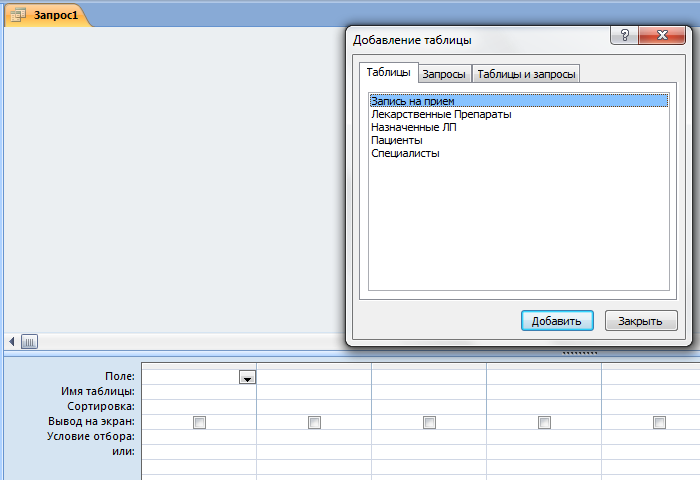 Запрос1
Добавление таблицы
Таблицы Запросы Таблицы и запросы
Запись на прием
Лекарственные Препараты
Назначенные ЛП
Пациенты
Специалисты
Добавить Закрыть
Поле:
Имя таблицы:
Сортировка:
Вывод на экран:
Условие отбора:
или: